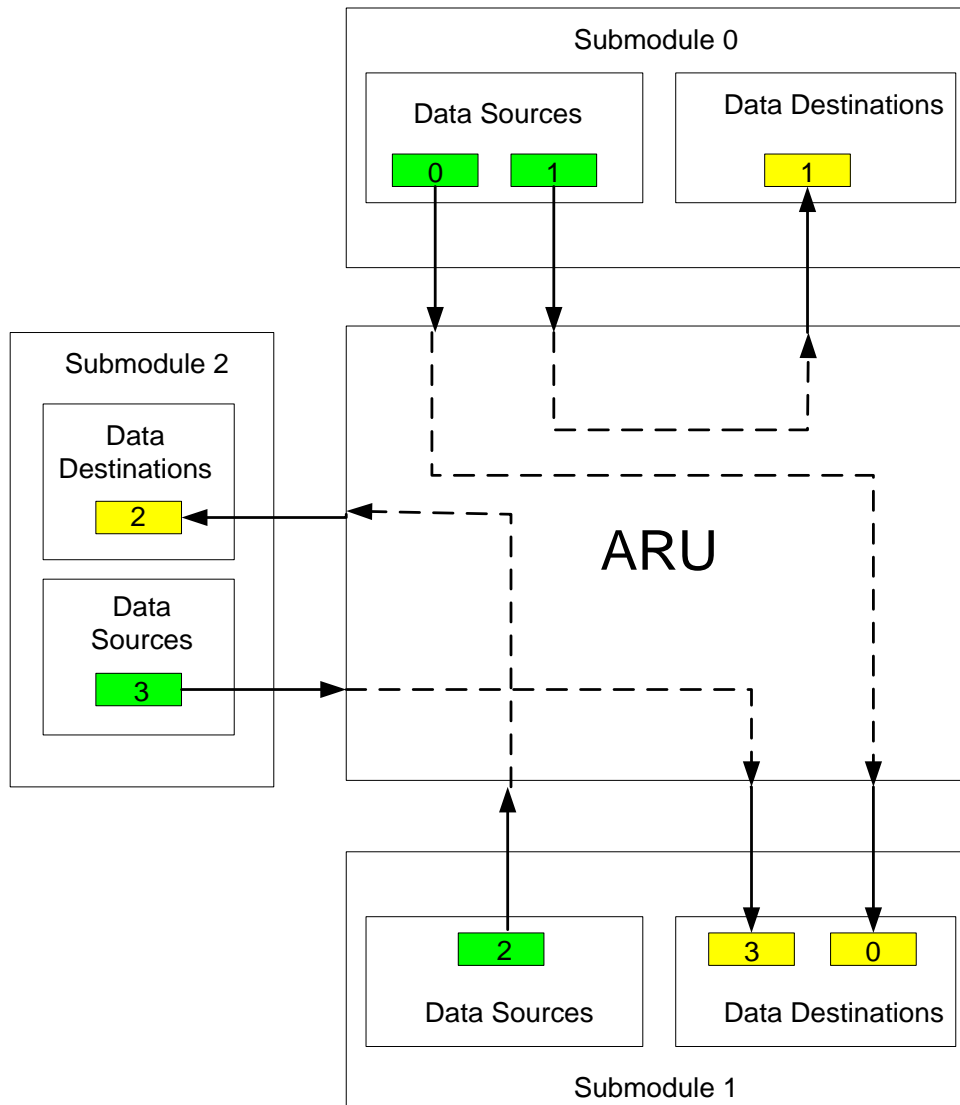 Submodule 0
Data Sources
Data Destinations
0
1
1
Submodule 2
Data
Destinations
2
Data
Sources
3
ARU
2
3
0
Data Sources
Data Destinations
Submodule 1